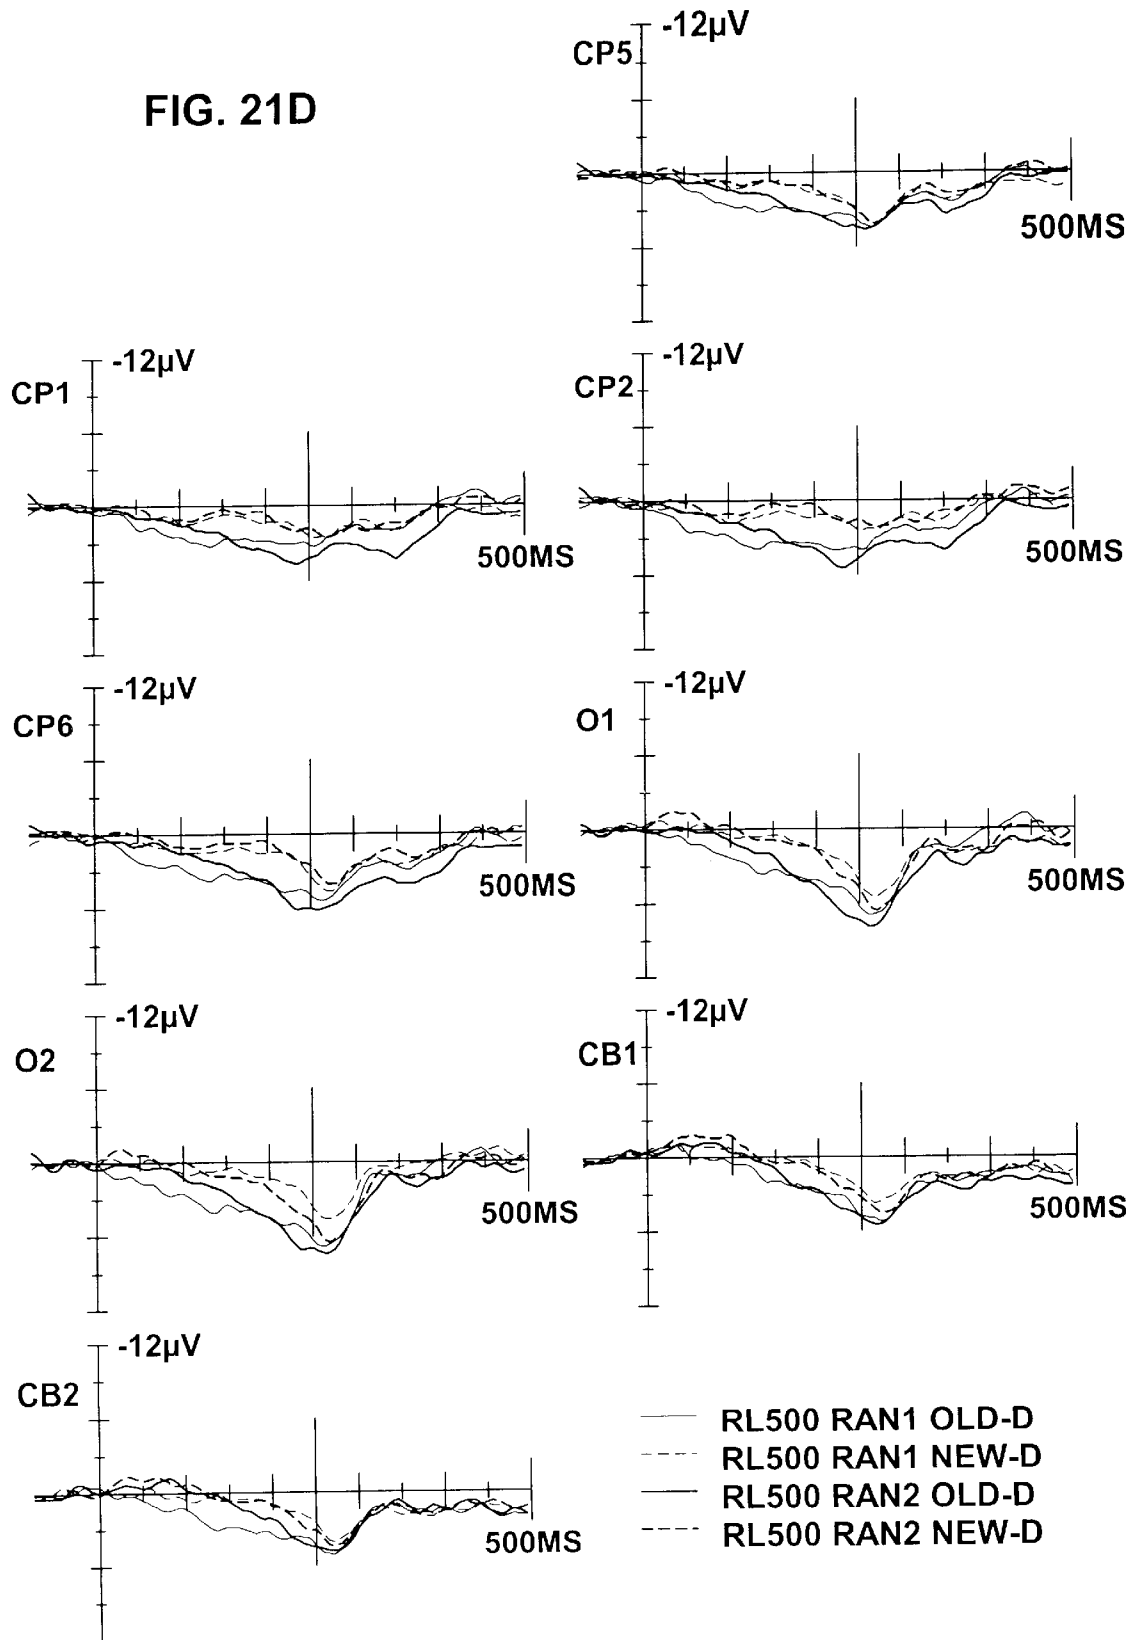 FIG. 21D
-12µV
CP5
500MS
-12µV
CP1
500MS
-12µV
CP2
500MS
-12µV
CP6
500MS
-12µV
O1
500MS
-12µV
O2
500MS
-12µV
CB1
500MS
-12µV
CB2
500MS
RL500 RAN1 OLD-D
RL500 RAN1 NEW-D
RL500 RAN2 OLD-D
RL500 RAN2 NEW-D